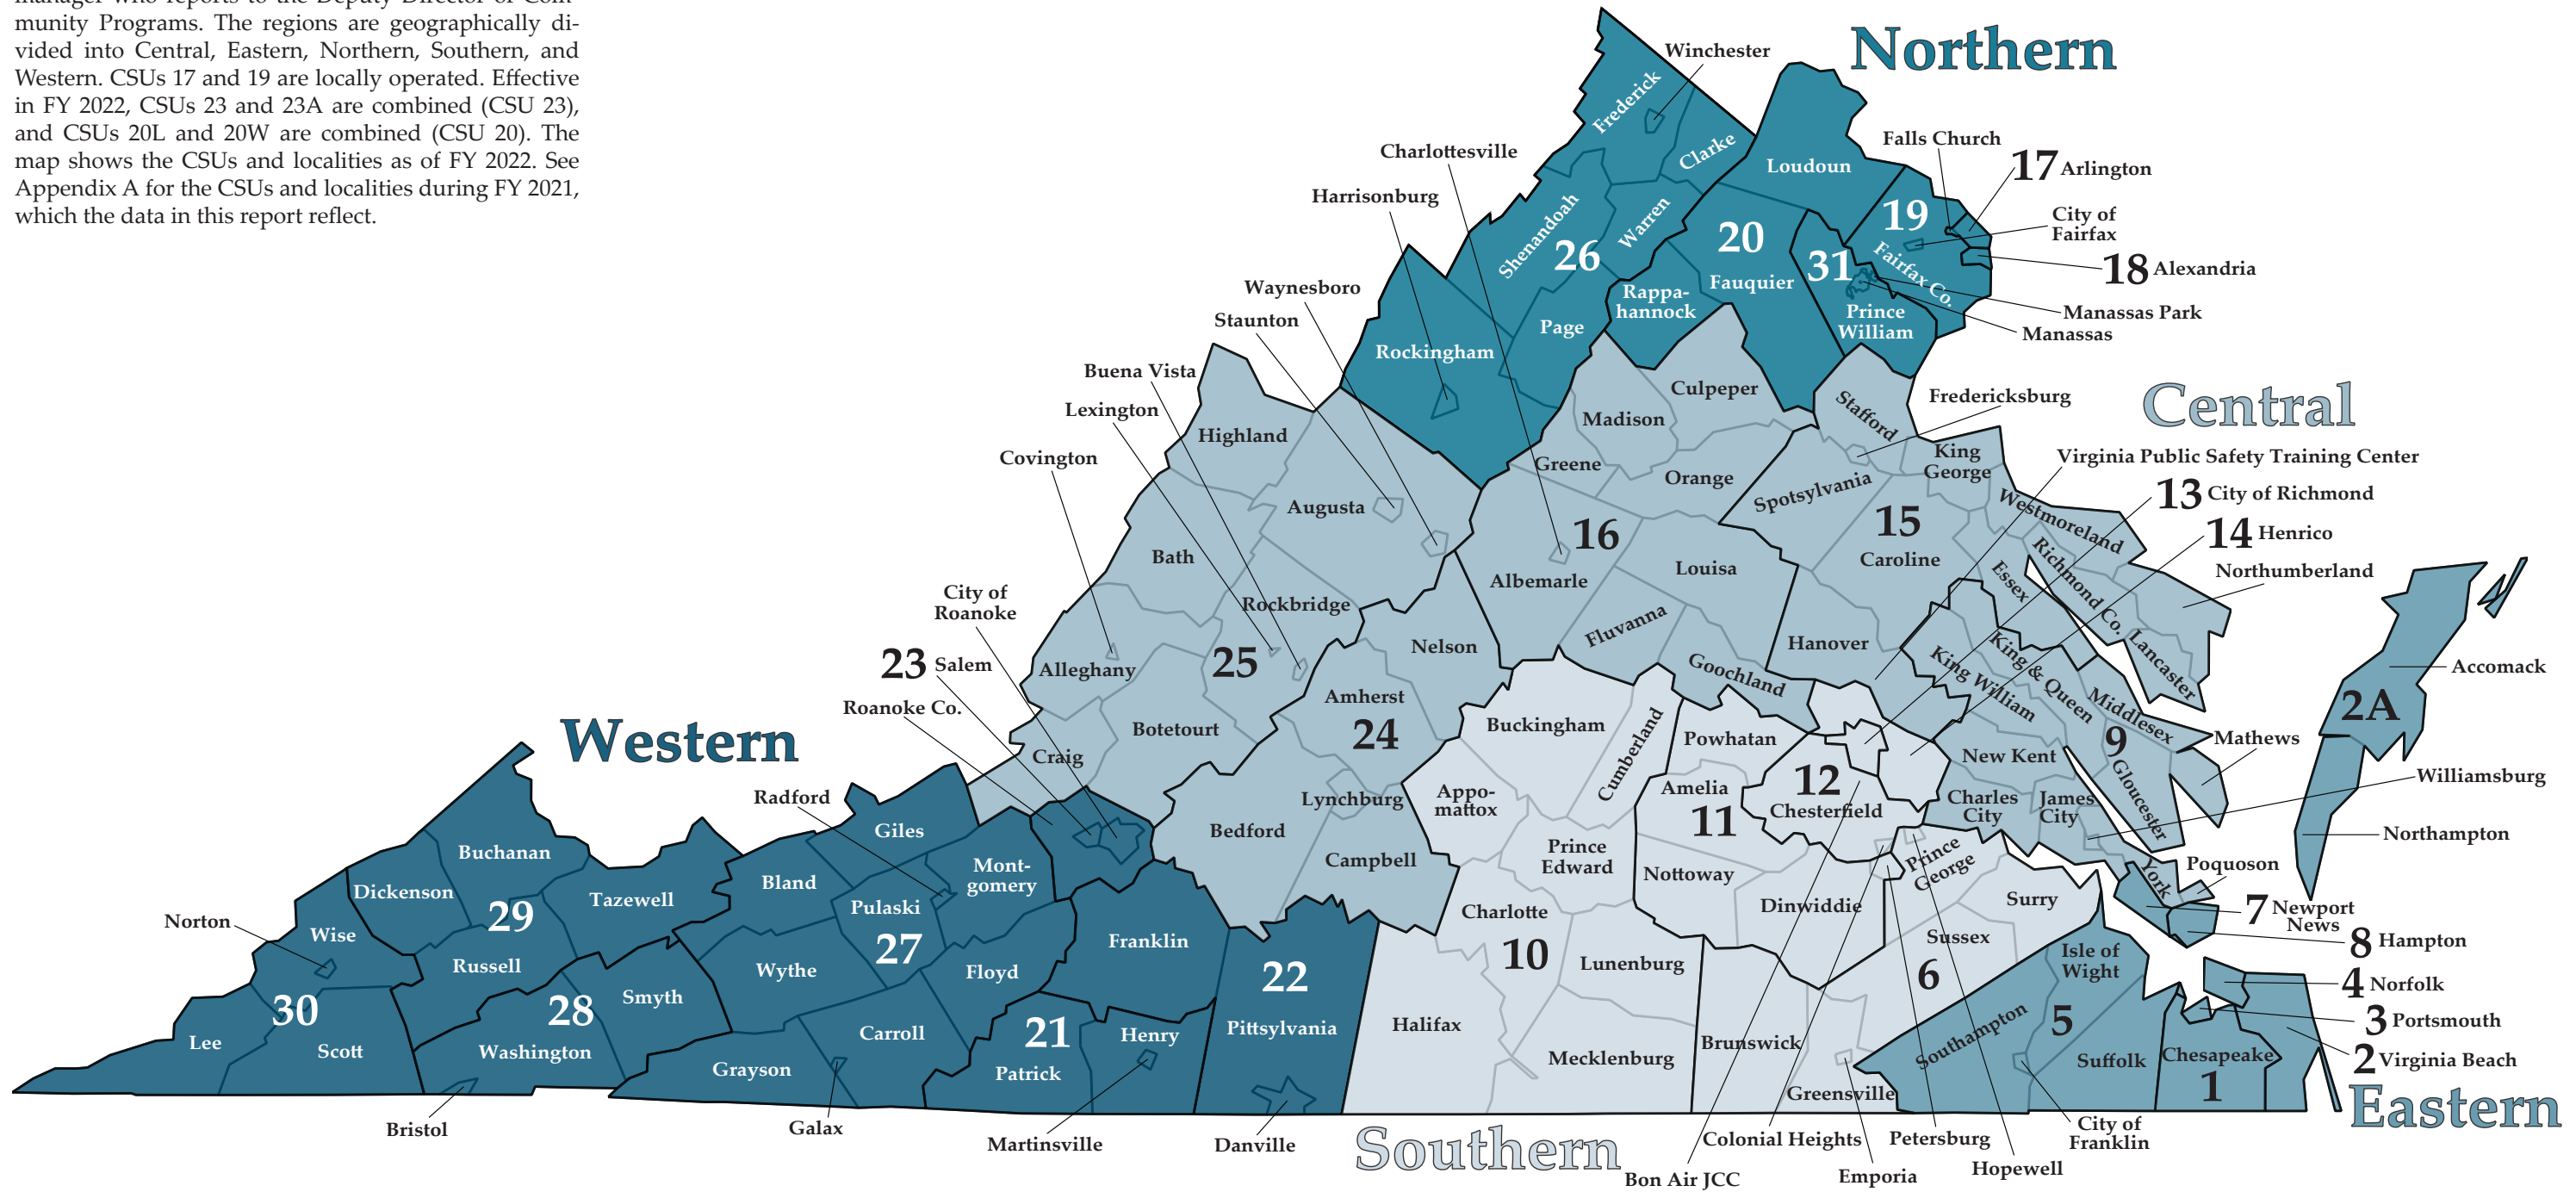 manager who reports to the Deputy Director of Com-
munity Programs. The regions are geographically di-
vided into Central, Eastern, Northern, Southern, and
Western. CSUs 17 and 19 are locally operated. Effective
in FY 2022, CSUs 23 and 23A are combined (CSU 23),
and CSUs 20L and 20W are combined (CSU 20). The
map shows the CSUs and localities as of FY 2022. See
Appendix A for the CSUs and localities during FY 2021,
which the data in this report reflect.
Northern
Winchester
Frederick
Clarke
Loudoun
Falls Church
17 Arlington
Charlottesville
Harrisonburg
Shenandoah
Warren
26
20
Fauquier
19
Fairfax Co.
City of
Fairfax
18 Alexandria
31
Prince
William
Manassas Park
Manassas
Rappa-
hannock
Page
Rockingham
Waynesboro
Staunton
Buena Vista
Lexington
Covington
City of
Roanoke
23 Salem
Roanoke Co.
Central
Culpeper
Madison
Stafford
Fredericksburg
King
George
Greene
Orange
Spotsylvania
Westmoreland
Virginia Public Safety Training Center
13 City of Richmond
14 Henrico
Northumberland
15
Caroline
Essex
Richmond Co.
Lancaster
Highland
Augusta
Bath
Rockbridge
16
Albemarle
Louisa
Fluvanna
Goochland
Hanover
King William
King & Queen
Middlesex
Mathews
9
Gloucester
Williamsburg
Nelson
Alleghany
25
Botetourt
Craig
Amherst
24
Lynchburg
Bedford
Campbell
New Kent
Charles
City
James
City
York
Poquoson
Accomack
2A
Northampton
Buckingham
Cumberland
Powhatan
Amelia
11
12
Chesterfield
Appo-
mattox
Prince
Edward
Nottoway
Prince
George
Dinwiddie
Surry
Sussex
6
Charlotte
10
Lunenburg
Halifax
Mecklenburg
Brunswick
Greensville
7 Newport
News
8 Hampton
4 Norfolk
3 Portsmouth
2 Virginia Beach
Isle of
Wight
5
Southampton
Suffolk
Chesapeake
1
Eastern
City of
Franklin
Western
Radford
Giles
Mont-
gomery
Bland
Pulaski
27
Wythe
Floyd
Carroll
Grayson
Buchanan
Dickenson
29
Tazewell
Russell
Norton
Wise
30
Lee
Scott
28
Smyth
Washington
Franklin
22
Pittsylvania
21
Henry
Patrick
Bristol
Galax
Martinsville
Danville
Southern
Bon Air JCC
Colonial Heights
Emporia
Petersburg
Hopewell